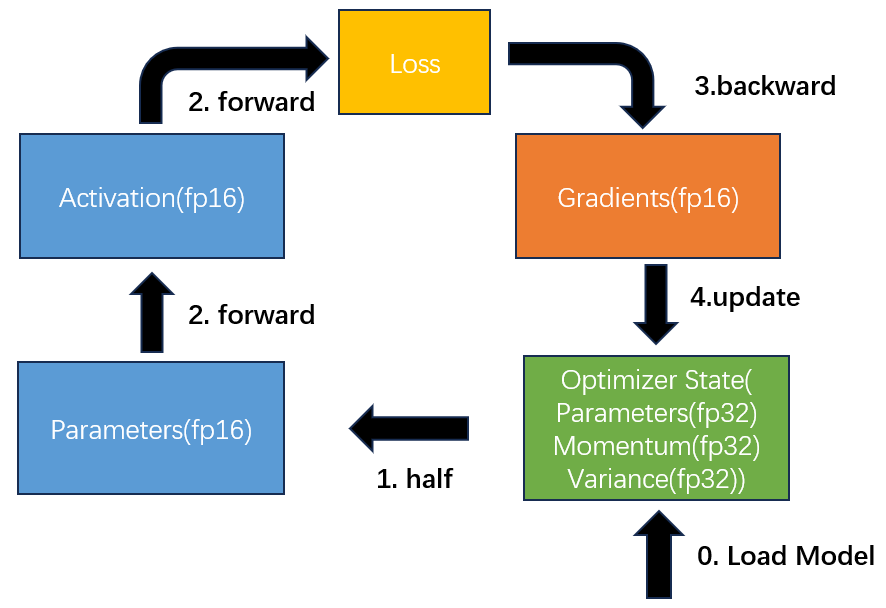 Loss
2. forward
3.backward
Activation(fp16)
Gradients(fp16)
2. forward
4.update
Parameters(fp16)
Optimizer State(
Parameters(fp32)
Momentum(fp32)
Variance(fp32))
1. half
0. Load Model